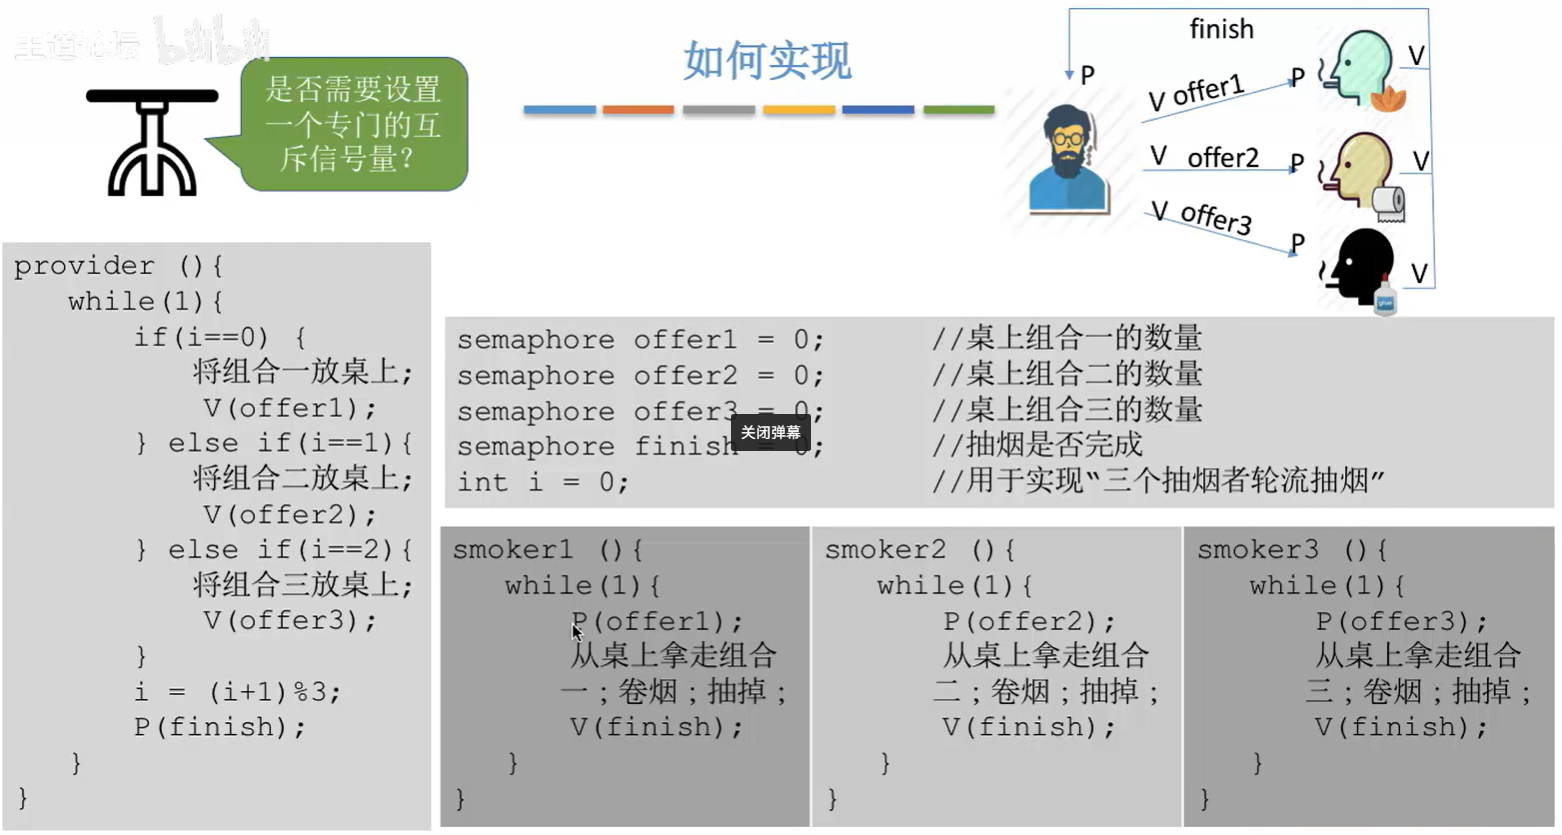 王道论坛 bilibili
是否需要设置
一个专门的互
斥信号量?
如何实现
finish
P
V offer1
P
V
V offer2
P
V
V offer3
P
V
glue
provider (){
while(1){
if(i==0) {
将组合一放桌上;
V(offer1);
} else if(i==1){
将组合二放桌上;
V(offer2);
} else if(i==2){
将组合三放桌上;
V(offer3);
}
i = (i+1)%3;
P(finish);
}
}
semaphore offer1 = 0; //桌上组合一的数量
semaphore offer2 = 0; //桌上组合二的数量
semaphore offer3 = 0; //桌上组合三的数量
关闭弹幕
semaphore finish = 0; //抽烟是否完成
int i = 0; //用于实现“三个抽烟者轮流抽烟”
smoker1 (){
while(1){
P(offer1);
从桌上拿走组合
一;卷烟;抽掉;
V(finish);
}
}
smoker2 (){
while(1){
P(offer2);
从桌上拿走组合
二;卷烟;抽掉;
V(finish);
}
}
smoker3 (){
while(1){
P(offer3);
从桌上拿走组合
三;卷烟;抽掉;
V(finish);
}
}